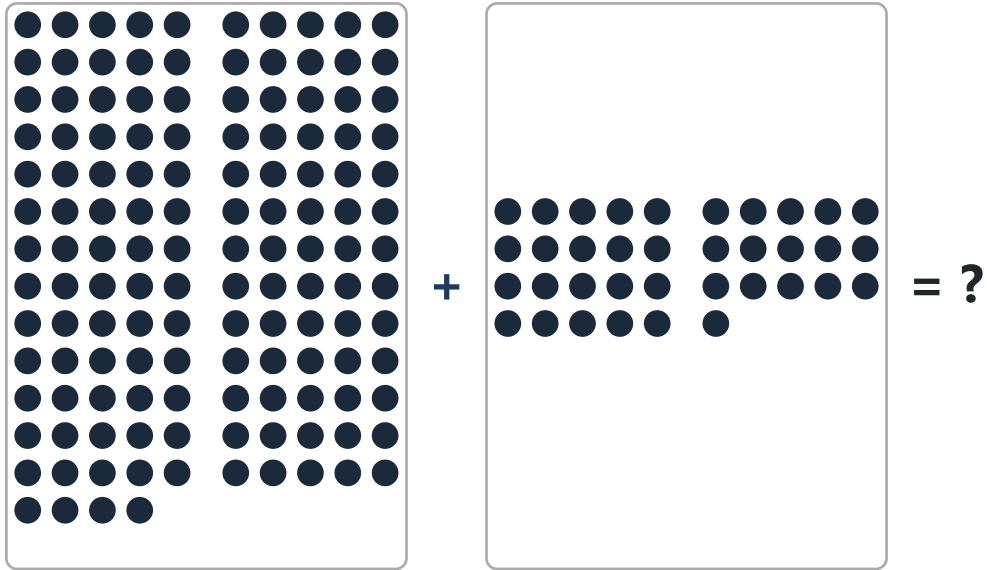 + = ?